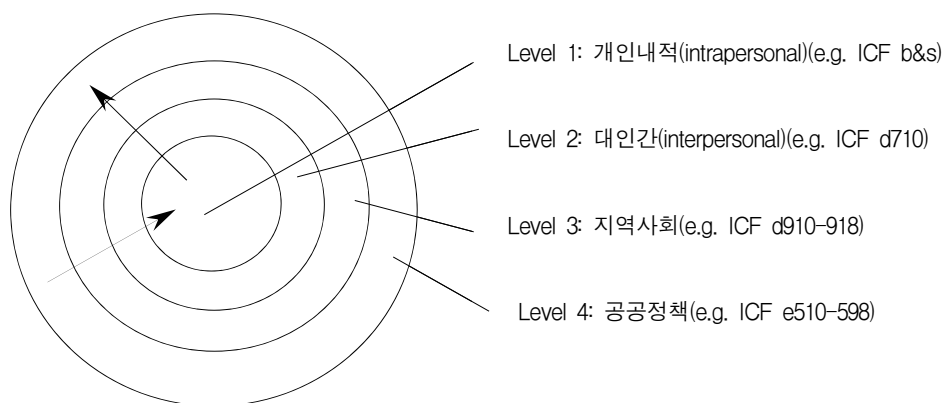 Level 1: 개인내적(intrapersonal)(e.g. ICF b&s)
Level 2: 대인간(interpersonal)(e.g. ICF d710)
Level 3: 지역사회(e.g. ICF d910-918)
Level 4: 공공정책(e.g. ICF e510-598)